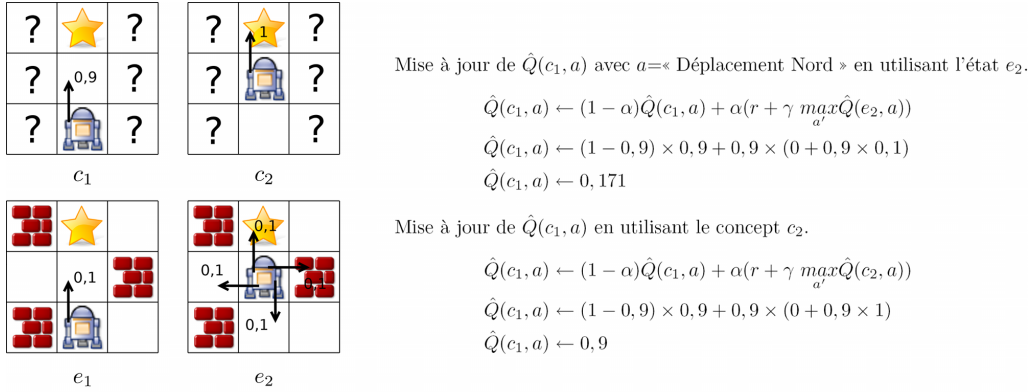 ? ? ? ?
0,9 1
? ? ? ?
? ? ? ?
c₁ c₂
0,1 0,1
0,1 0,1
0,1
e₁ e₂
Mise à jour de Q̂(c₁, a) avec a=« Déplacement Nord » en utilisant l'état e₂.
Q̂(c₁, a) ← (1 − α)Q̂(c₁, a) + α(r + γ max Q̂(e₂, a))
a′
Q̂(c₁, a) ← (1 − 0, 9) × 0, 9 + 0, 9 × (0 + 0, 9 × 0, 1)
Q̂(c₁, a) ← 0, 171
Mise à jour de Q̂(c₁, a) en utilisant le concept c₂.
Q̂(c₁, a) ← (1 − α)Q̂(c₁, a) + α(r + γ max Q̂(c₂, a))
a′
Q̂(c₁, a) ← (1 − 0, 9) × 0, 9 + 0, 9 × (0 + 0, 9 × 1)
Q̂(c₁, a) ← 0, 9